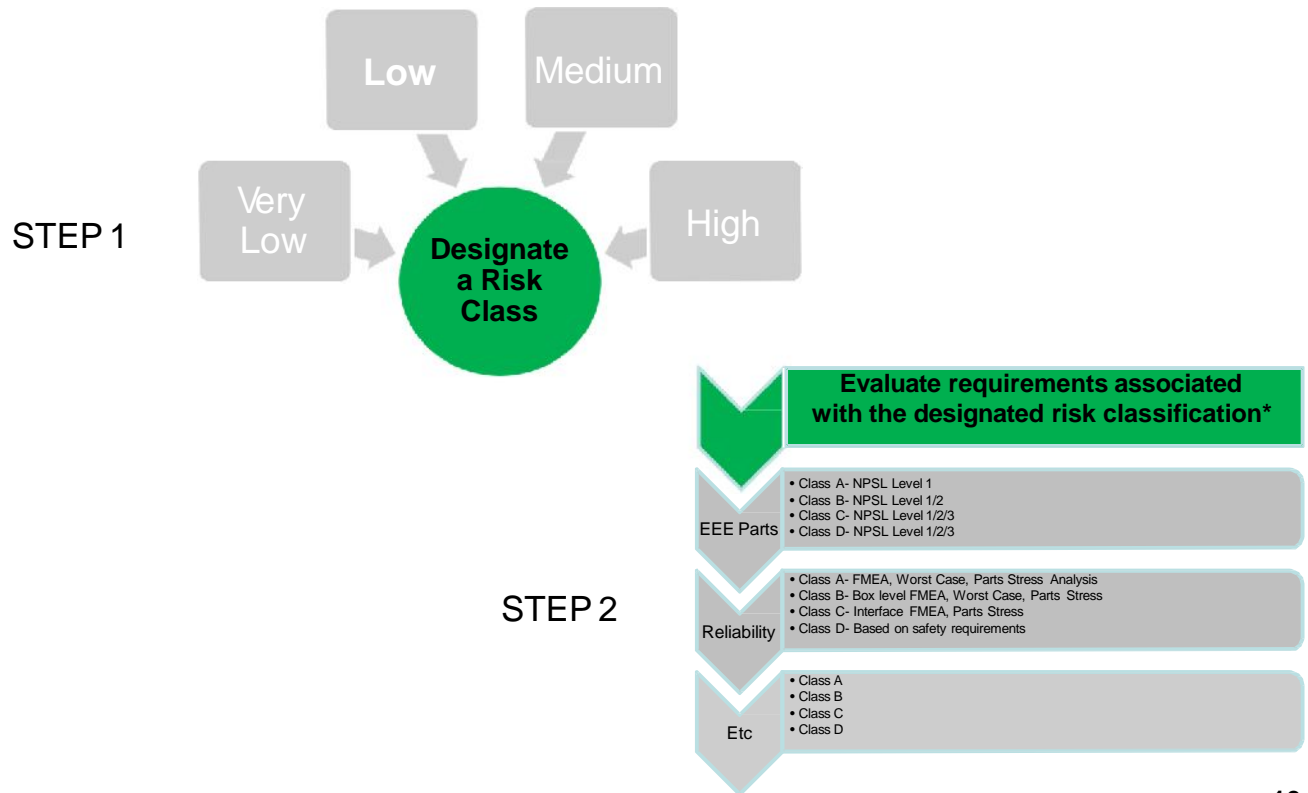 Low
Medium
Very
Low
High
STEP 1
Designate
a Risk
Class
Evaluate requirements associated
with the designated risk classification*
EEE Parts
• Class A- NPSL Level 1
• Class B- NPSL Level 1/2
• Class C- NPSL Level 1/2/3
• Class D- NPSL Level 1/2/3
STEP 2
Reliability
• Class A- FMEA, Worst Case, Parts Stress Analysis
• Class B- Box level FMEA, Worst Case, Parts Stress
• Class C- Interface FMEA, Parts Stress
• Class D- Based on safety requirements
Etc
• Class A
• Class B
• Class C
• Class D